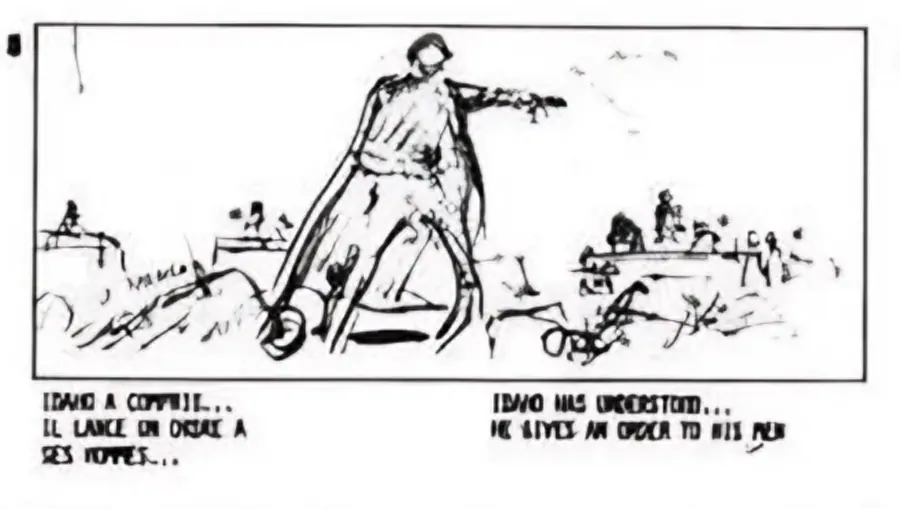 IDAHO A COMPRIS...
IL LANCE UN ORDRE A
SES HOMMES...
IDAHO HAS UNDERSTOOD...
HE GIVES AN ORDER TO HIS MEN